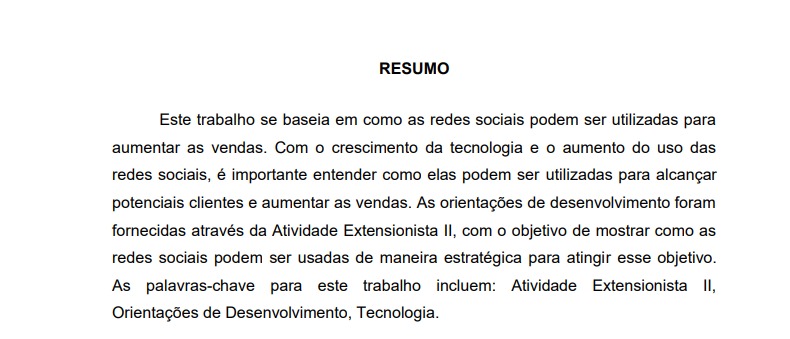 RESUMO
Este trabalho se baseia em como as redes sociais podem ser utilizadas para
aumentar as vendas. Com o crescimento da tecnologia e o aumento do uso das
redes sociais, é importante entender como elas podem ser utilizadas para alcançar
potenciais clientes e aumentar as vendas. As orientações de desenvolvimento foram
fornecidas através da Atividade Extensionista II, com o objetivo de mostrar como as
redes sociais podem ser usadas de maneira estratégica para atingir esse objetivo.
As palavras-chave para este trabalho incluem: Atividade Extensionista II,
Orientações de Desenvolvimento, Tecnologia.